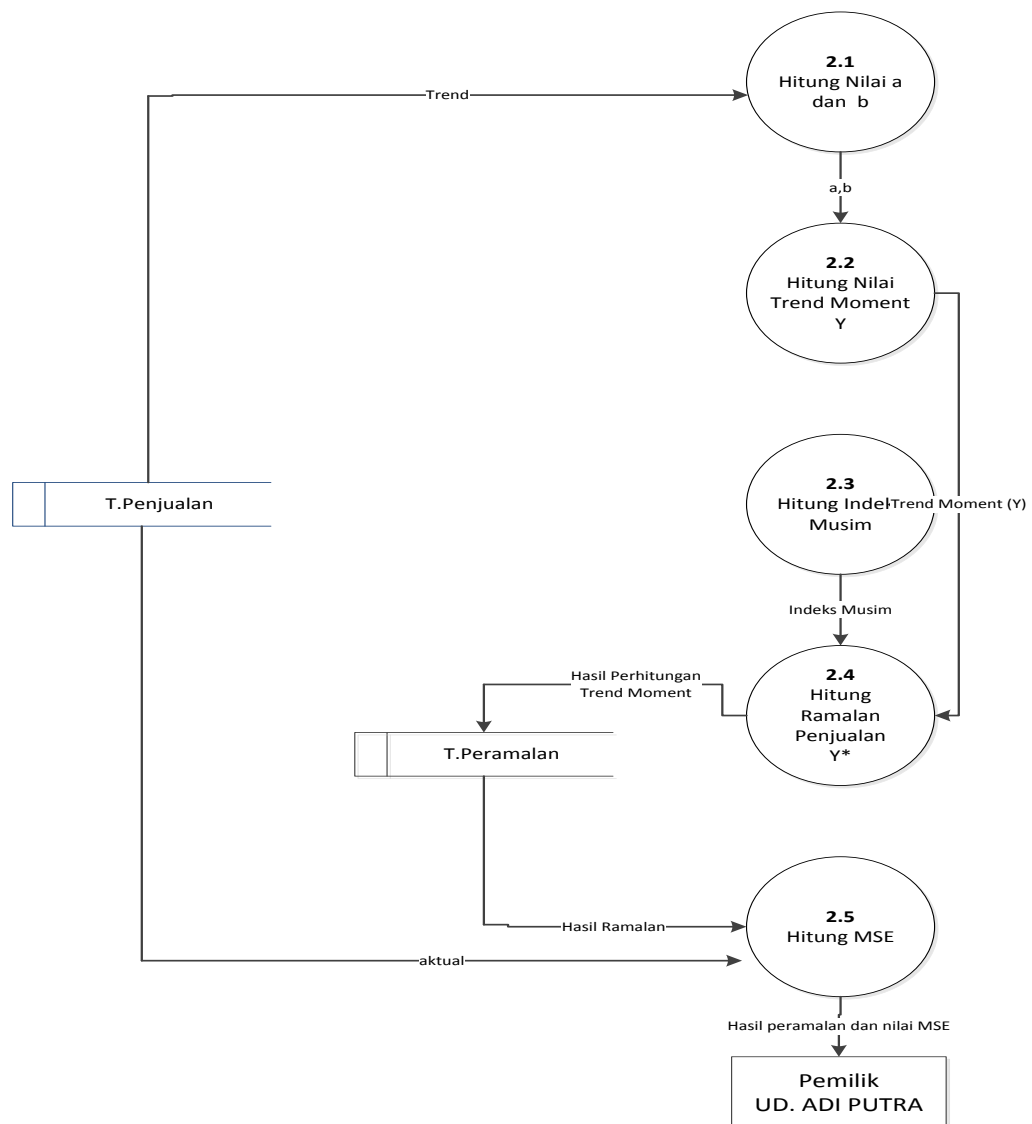 2.1
Hitung Nilai a
dan b
Trend
a,b
2.2
Hitung Nilai
Trend Moment
Y
2.3
Hitung Inde
Musim
Trend Moment (Y)
T.Penjualan
Indeks Musim
2.4
Hitung
Ramalan
Penjualan
Y*
Hasil Perhitungan
Trend Moment
T.Peramalan
2.5
Hitung MSE
Hasil Ramalan
aktual
Hasil peramalan dan nilai MSE
Pemilik
UD. ADI PUTRA